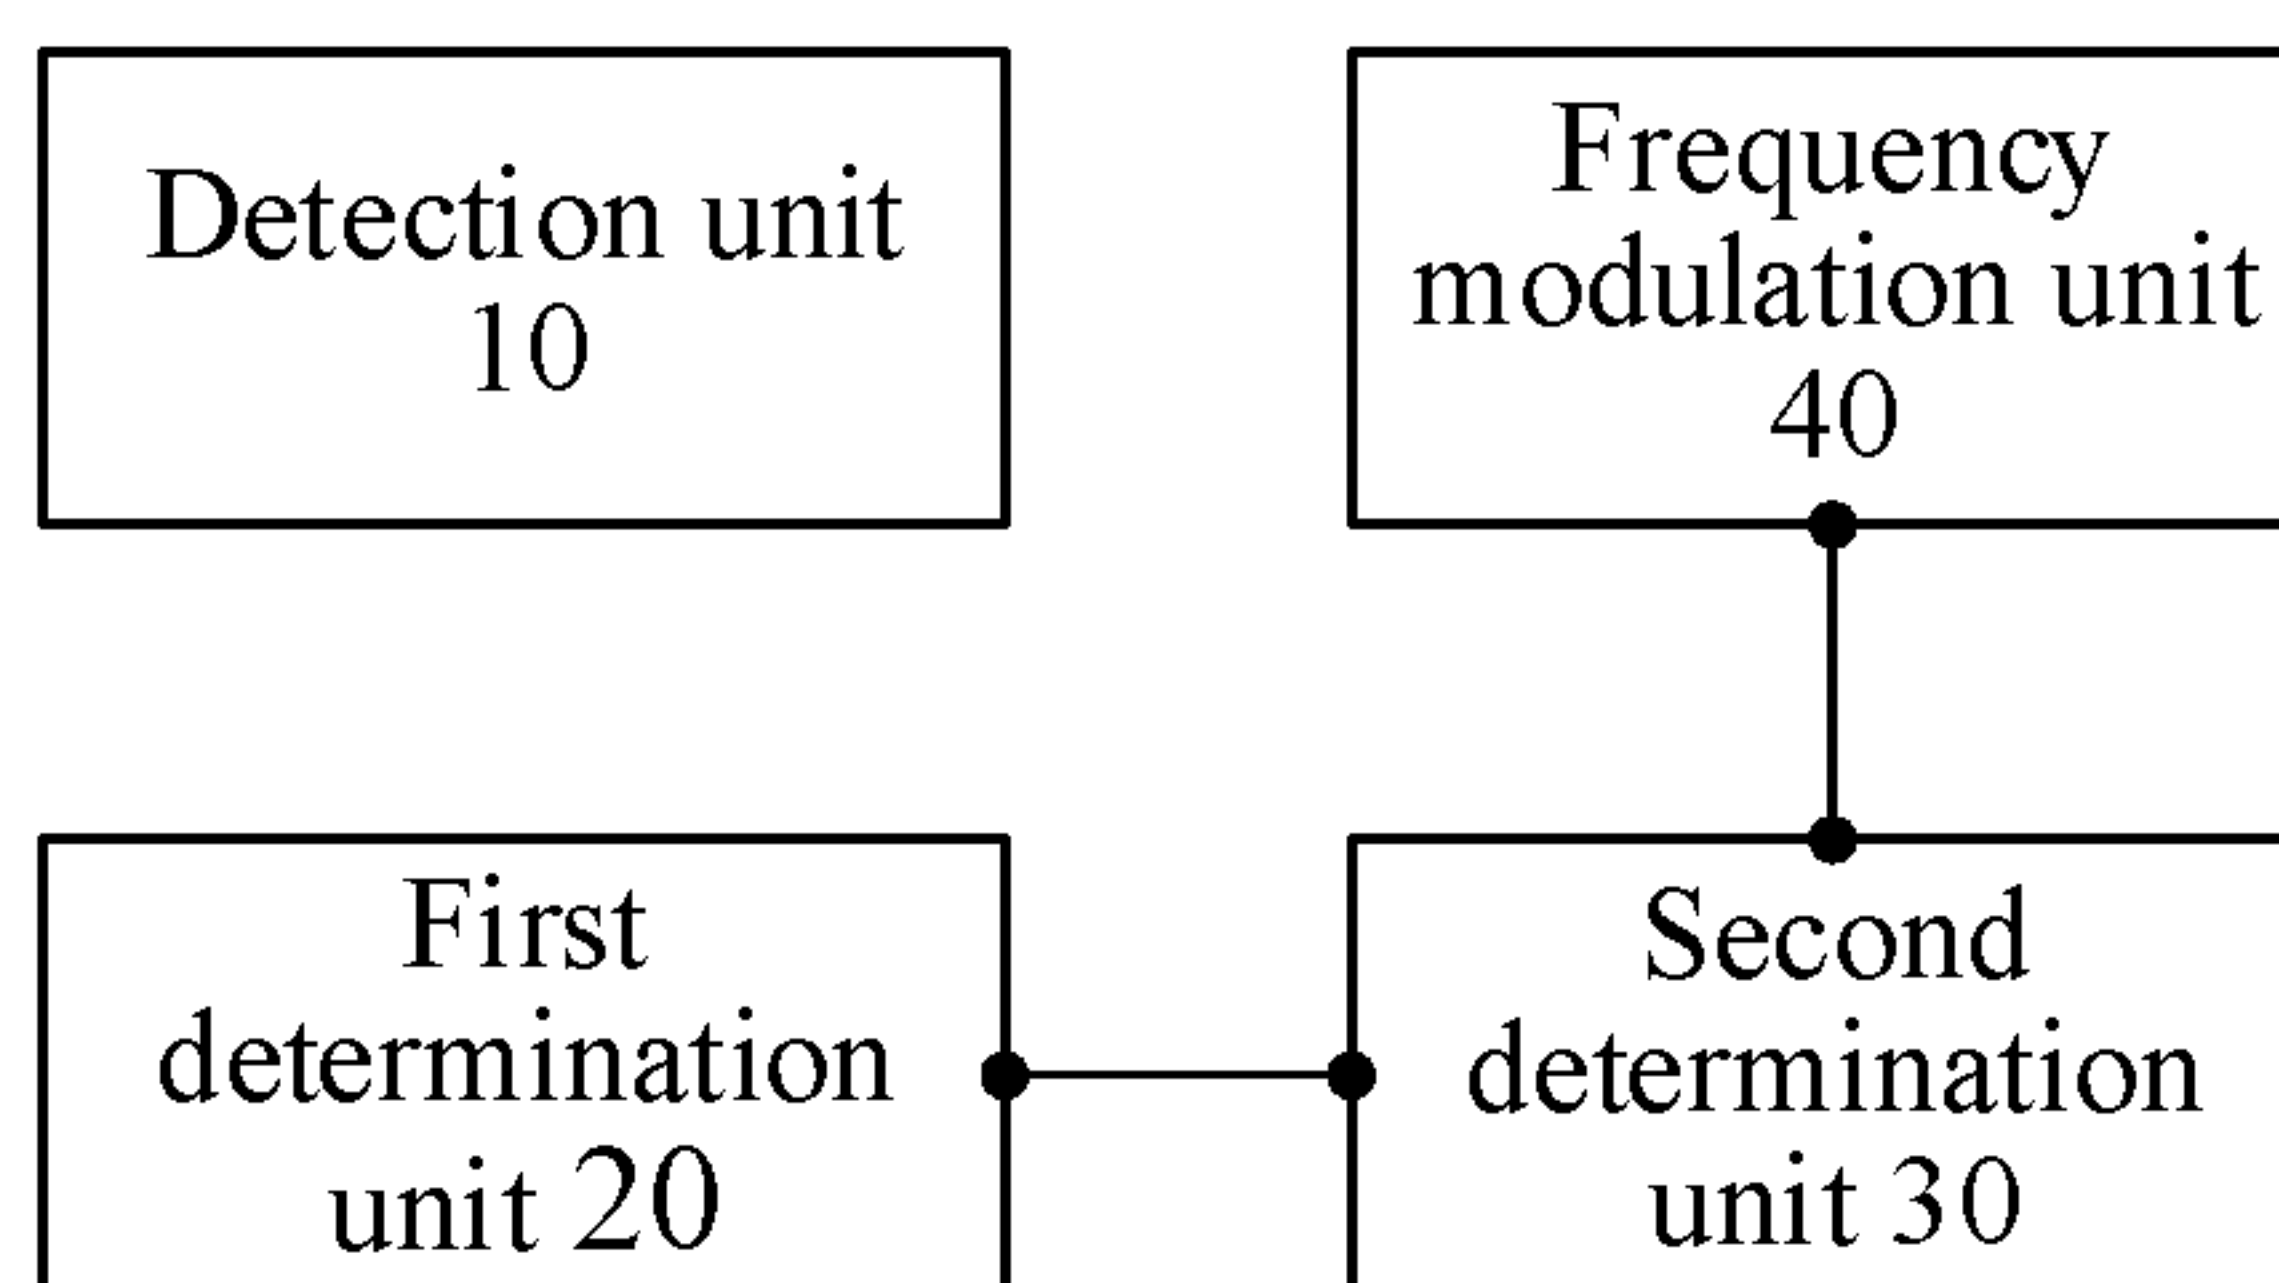 Detection unit
10
Frequency
modulation unit
40
First
determination
unit 20
Second
determination
unit 30